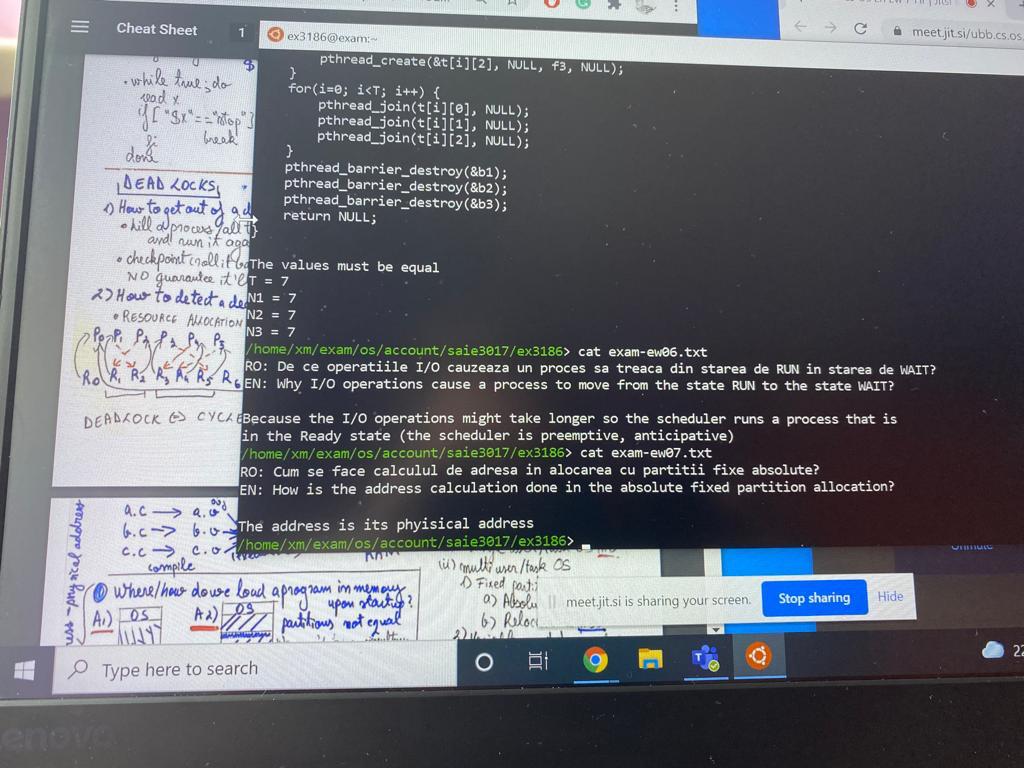 Cheat Sheet
1
ex3186@exam:~
meet.jit.si/ubb.cs.os.
pthread_create(&t[i][2], NULL, f3, NULL);
}
for(i=0; i<T; i++) {
pthread_join(t[i][0], NULL);
pthread_join(t[i][1], NULL);
pthread_join(t[i][2], NULL);
}
pthread_barrier_destroy(&b1);
pthread_barrier_destroy(&b2);
pthread_barrier_destroy(&b3);
return NULL;
}
The values must be equal
T = 7
N1 = 7
N2 = 7
N3 = 7
/home/xm/exam/os/account/saie3017/ex3186> cat exam-ew06.txt
RO: De ce operatiile I/O cauzeaza un proces sa treaca din starea de RUN in starea de WAIT?
EN: Why I/O operations cause a process to move from the state RUN to the state WAIT?
Because the I/O operations might take longer so the scheduler runs a process that is
in the Ready state (the scheduler is preemptive, anticipative)
/home/xm/exam/os/account/saie3017/ex3186> cat exam-ew07.txt
RO: Cum se face calculul de adresa in alocarea cu partitii fixe absolute?
EN: How is the address calculation done in the absolute fixed partition allocation?
The address is its phyisical address
/home/xm/exam/os/account/saie3017/ex3186>
• while true; do
read x
if [ "$x" == "stop" ]
break
fi
done
DEADLOCKS
1) How to get out of a d
• kill a process/all t
and run it aga
• checkpoint (roll it b
NO guarantee it'll
2) How to detect a de
• RESOURCE ALLOCATION
P0 P1 P2 P3 P4 P5
R0 R1 R2 R3 R4 R5 R6
DEADLOCK <=> CYCLE
physical address
a.c → a.o
b.c → b.o
c.c → c.o
compile
Where/how do we load a program in memory
upon startup?
A1) OS A2) OS partitions not equal
iii) multi user/task OS
1) Fixed parti
a) Absolu
b) Reloc
Unmute
meet.jit.si is sharing your screen.
Stop sharing
Hide
Type here to search
22
enovo